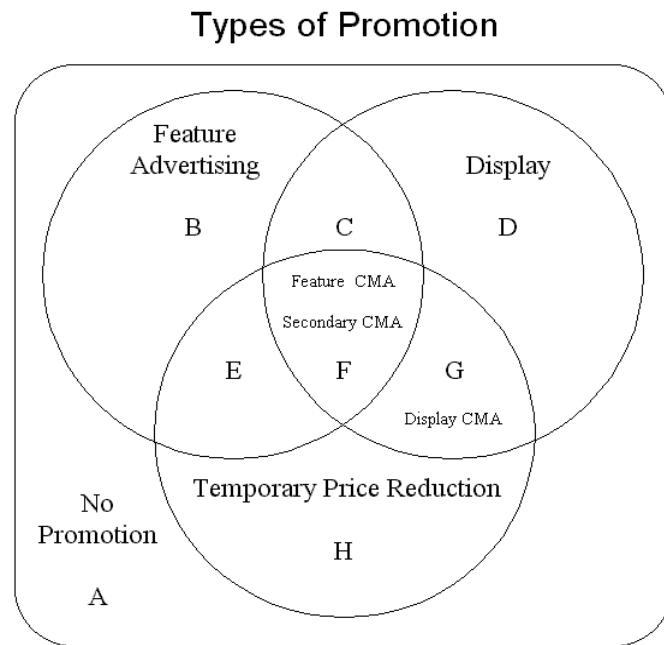 Types of Promotion
Feature
Advertising
Display
B
C
D
Feature CMA
Secondary CMA
E
F
G
Display CMA
Temporary Price Reduction
No
Promotion
H
A